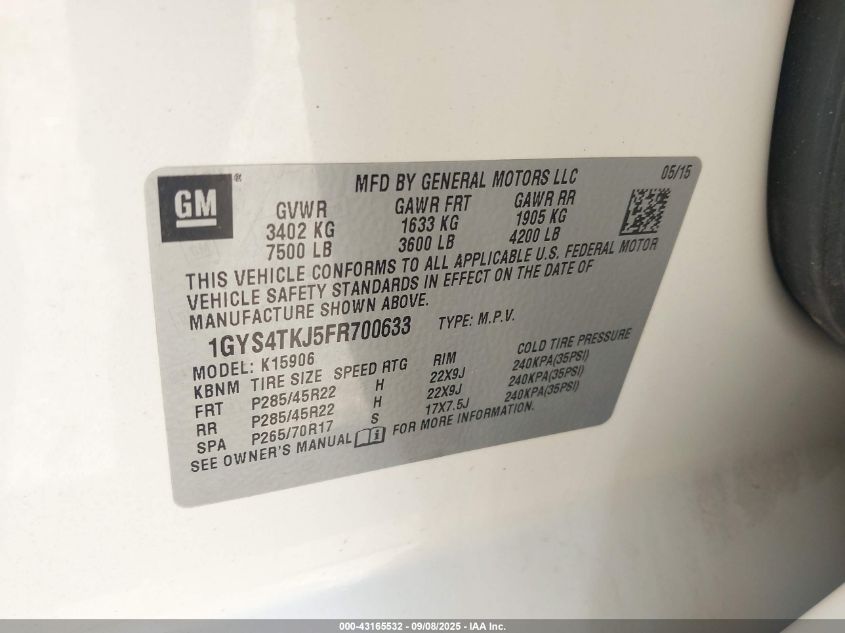 GM ® MFD BY GENERAL MOTORS LLC 05/15
GVWR GAWR FRT GAWR RR
3402 KG 1633 KG 1905 KG
7500 LB 3600 LB 4200 LB
THIS VEHICLE CONFORMS TO ALL APPLICABLE U.S. FEDERAL MOTOR
VEHICLE SAFETY STANDARDS IN EFFECT ON THE DATE OF
MANUFACTURE SHOWN ABOVE.
1GYS4TKJ5FR700633 TYPE: M.P.V.
MODEL: K15906
KBNM TIRE SIZE SPEED RTG RIM COLD TIRE PRESSURE
FRT P285/45R22 H 22X9J 240KPA(35PSI)
RR P285/45R22 H 22X9J 240KPA(35PSI)
SPA P265/70R17 S 17X7.5J 240KPA(35PSI)
SEE OWNER'S MANUAL FOR MORE INFORMATION.
000-43165532 - 09/08/2025 - IAA Inc.